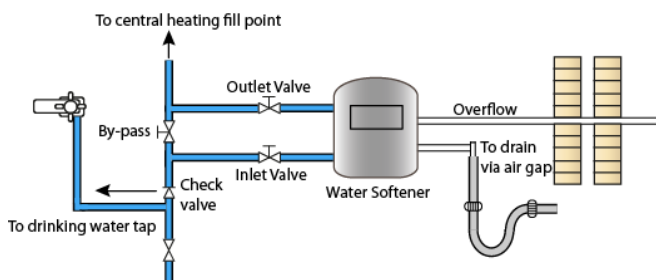 To central heating fill point
Outlet Valve
Overflow
By-pass
To drain
via air gap
Inlet Valve
Check
valve
Water Softener
To drinking water tap